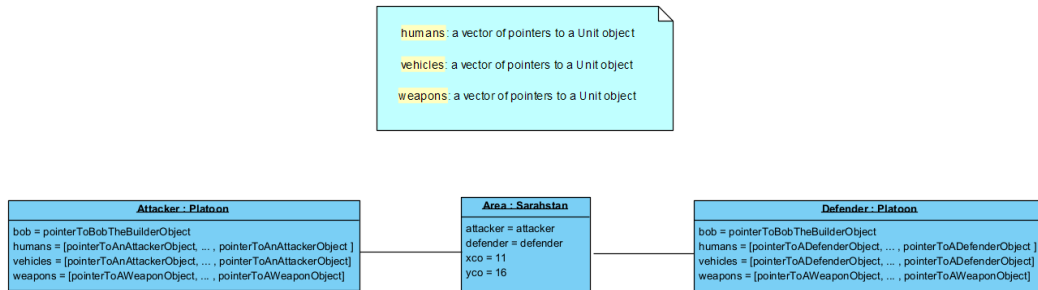 humans: a vector of pointers to a Unit object
vehicles: a vector of pointers to a Unit object
weapons: a vector of pointers to a Unit object
Attacker : Platoon
bob = pointerToBobTheBuilderObject
humans = [pointerToAnAttackerObject, ... , pointerToAnAttackerObject ]
vehicles = [pointerToAnAttackerObject, ... , pointerToAnAttackerObject]
weapons = [pointerToAWeaponObject, ... , pointerToAWeaponObject]
Area : Sarahstan
attacker = attacker
defender = defender
xco = 11
yco = 16
Defender : Platoon
bob = pointerToBobTheBuilderObject
humans = [pointerToADefenderObject, ... , pointerToADefenderObject ]
vehicles = [pointerToADefenderObject, ... , pointerToADefenderObject]
weapons = [pointerToAWeaponObject, ... , pointerToAWeaponObject]